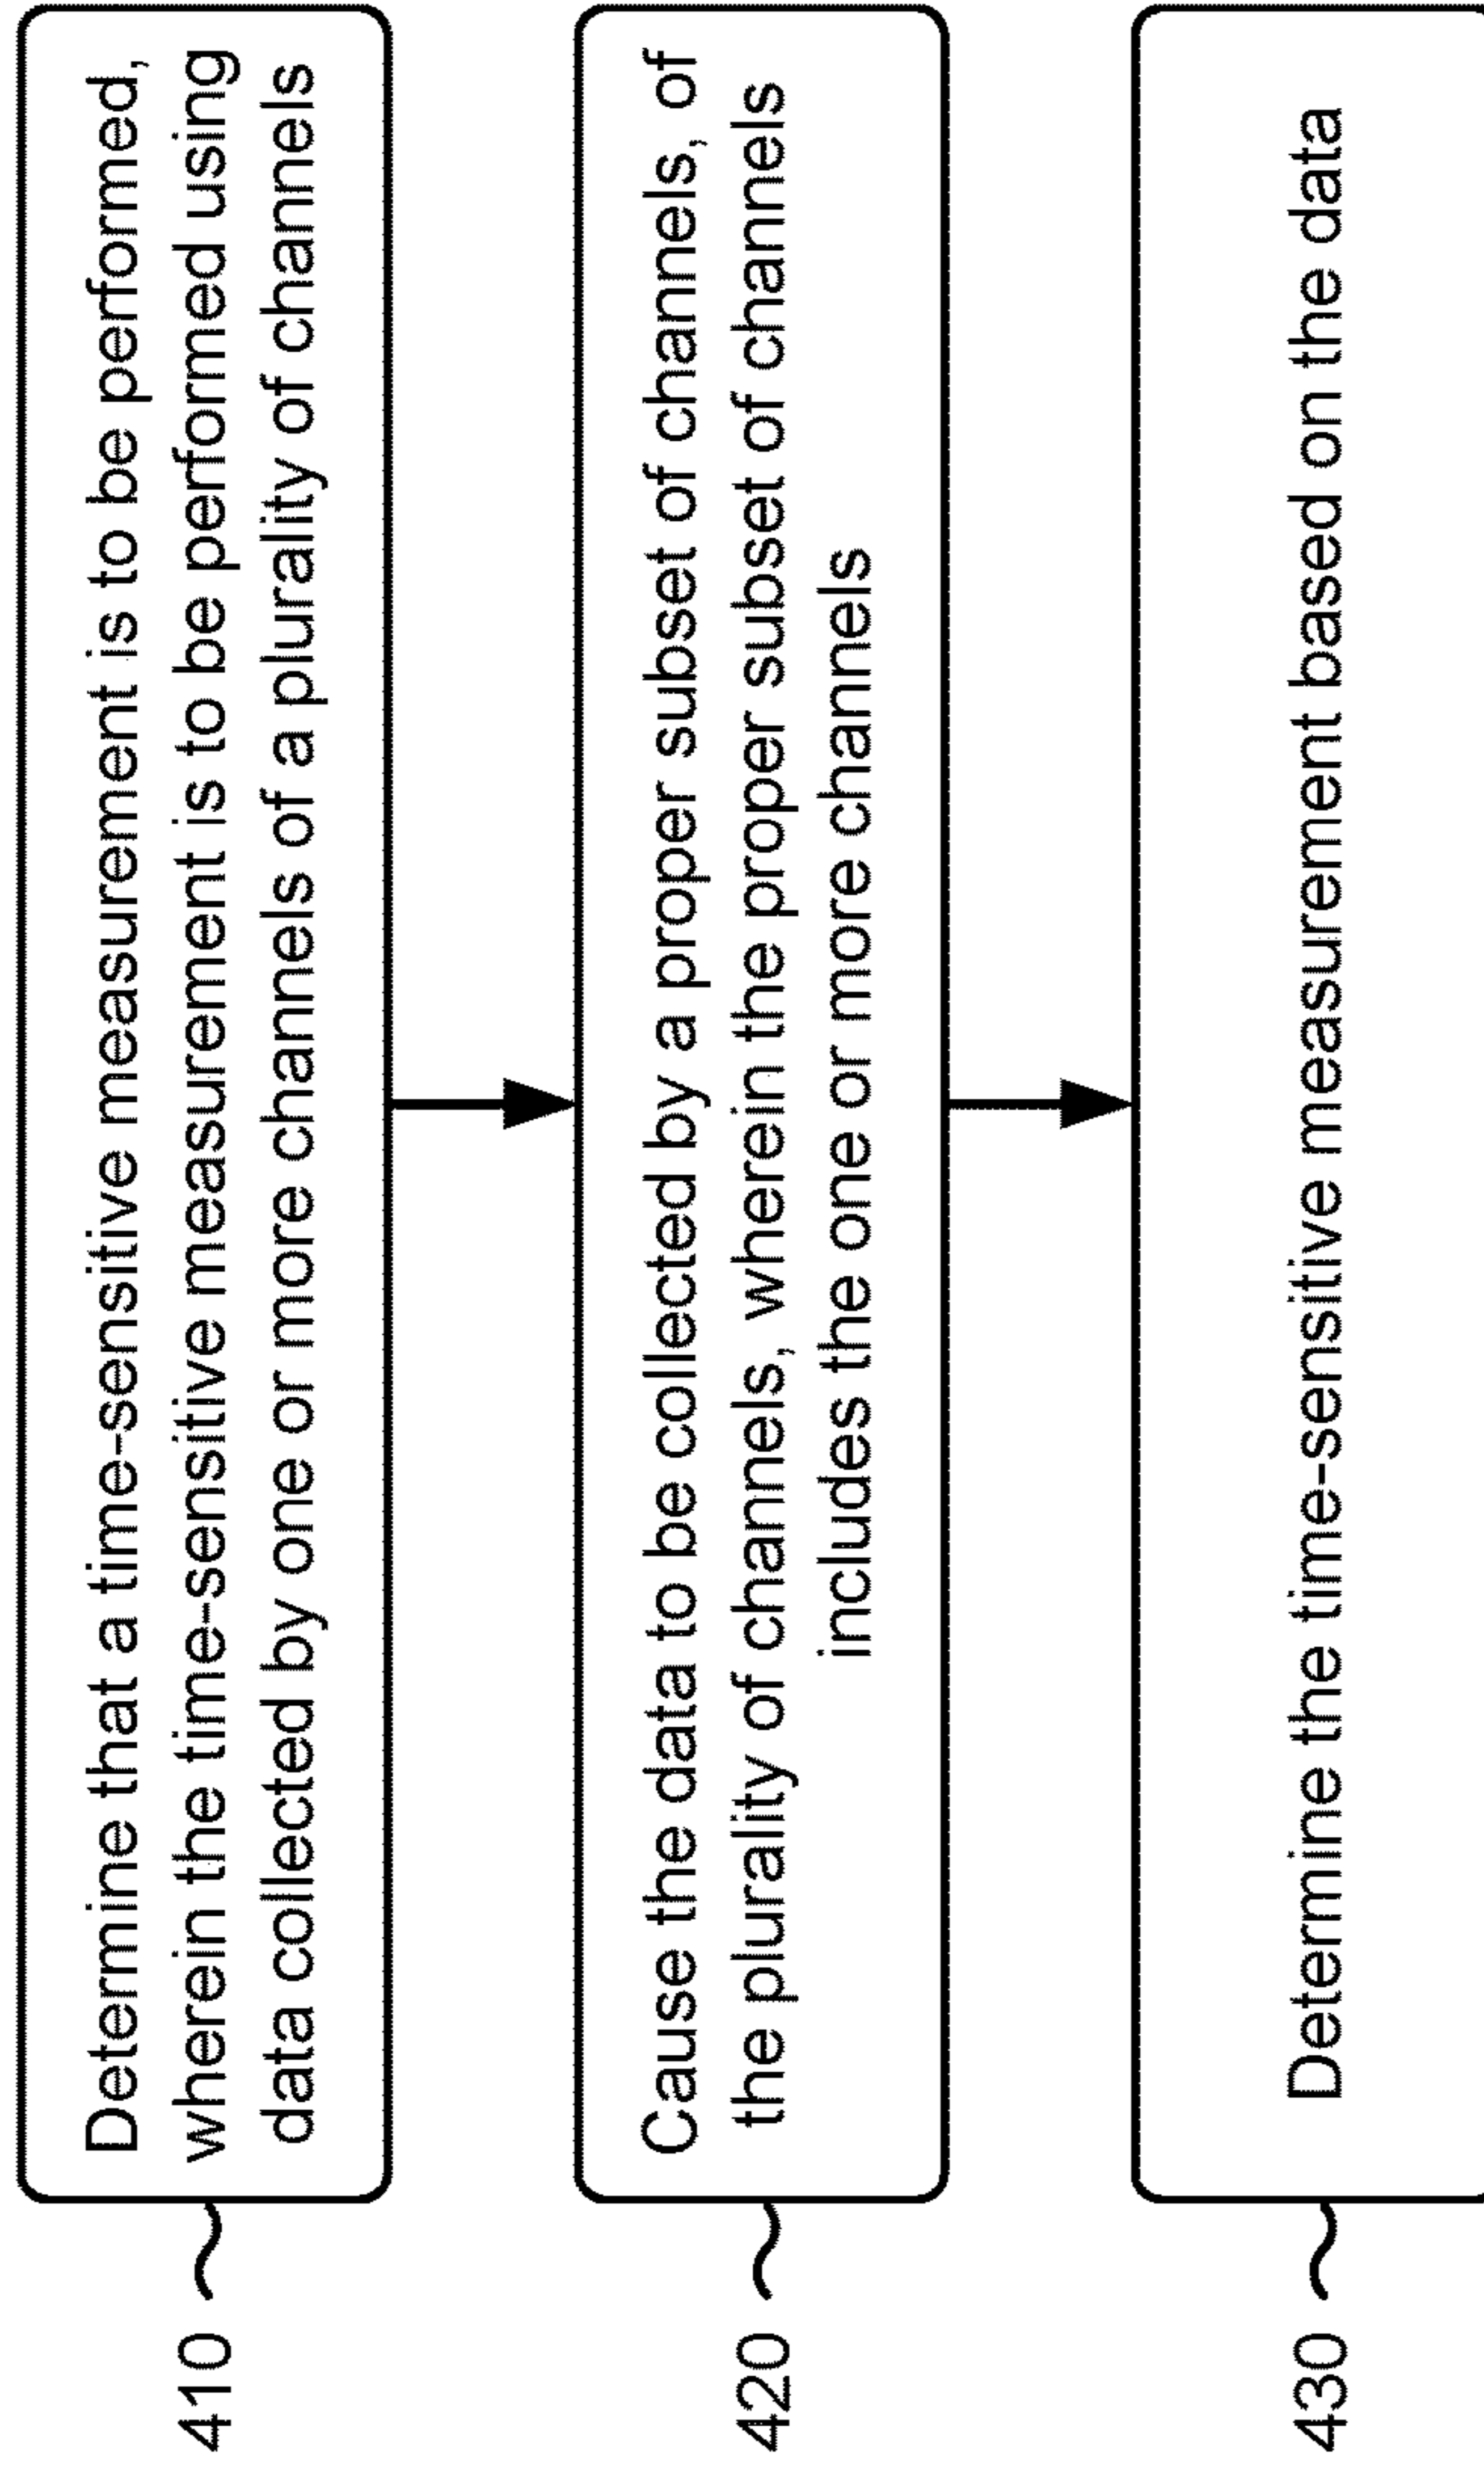 410
Determine that a time-sensitive measurement is to be performed,
wherein the time-sensitive measurement is to be performed using
data collected by one or more channels of a plurality of channels
420
Cause the data to be collected by a proper subset of channels, of
the plurality of channels, wherein the proper subset of channels
includes the one or more channels
430
Determine the time-sensitive measurement based on the data